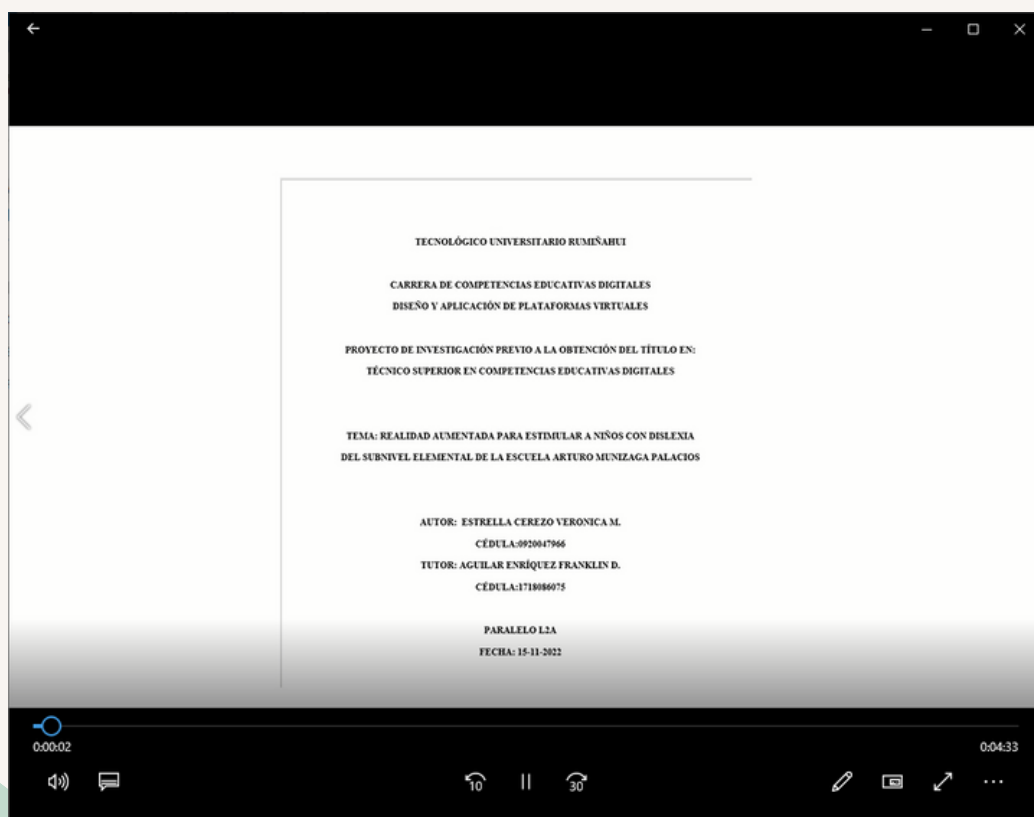 TECNOLÓGICO UNIVERSITARIO RUMIÑAHUI
CARRERA DE COMPETENCIAS EDUCATIVAS DIGITALES
DISEÑO Y APLICACIÓN DE PLATAFORMAS VIRTUALES
PROYECTO DE INVESTIGACIÓN PREVIO A LA OBTENCIÓN DEL TÍTULO EN:
TÉCNICO SUPERIOR EN COMPETENCIAS EDUCATIVAS DIGITALES
TEMA: REALIDAD AUMENTADA PARA ESTIMULAR A NIÑOS CON DISLEXIA
DEL SUBNIVEL ELEMENTAL DE LA ESCUELA ARTURO MUNIZAGA PALACIOS
AUTOR: ESTRELLA CEREZO VERONICA M.
CÉDULA:0920047966
TUTOR: AGUILAR ENRÍQUEZ FRANKLIN D.
CÉDULA:1718086075
PARALELO L2A
FECHA: 15-11-2022
0:00:02 0:04:33
10 30